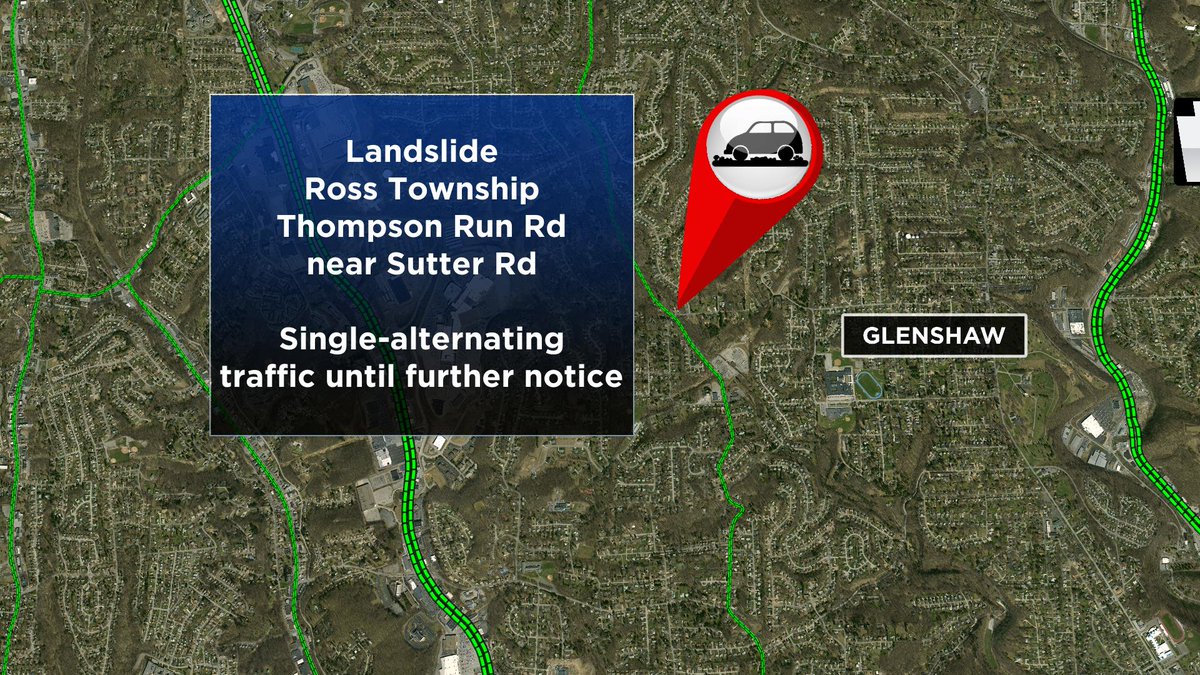 Landslide
Ross Township
Thompson Run Rd
near Sutter Rd
Single-alternating
traffic until further notice
GLENSHAW